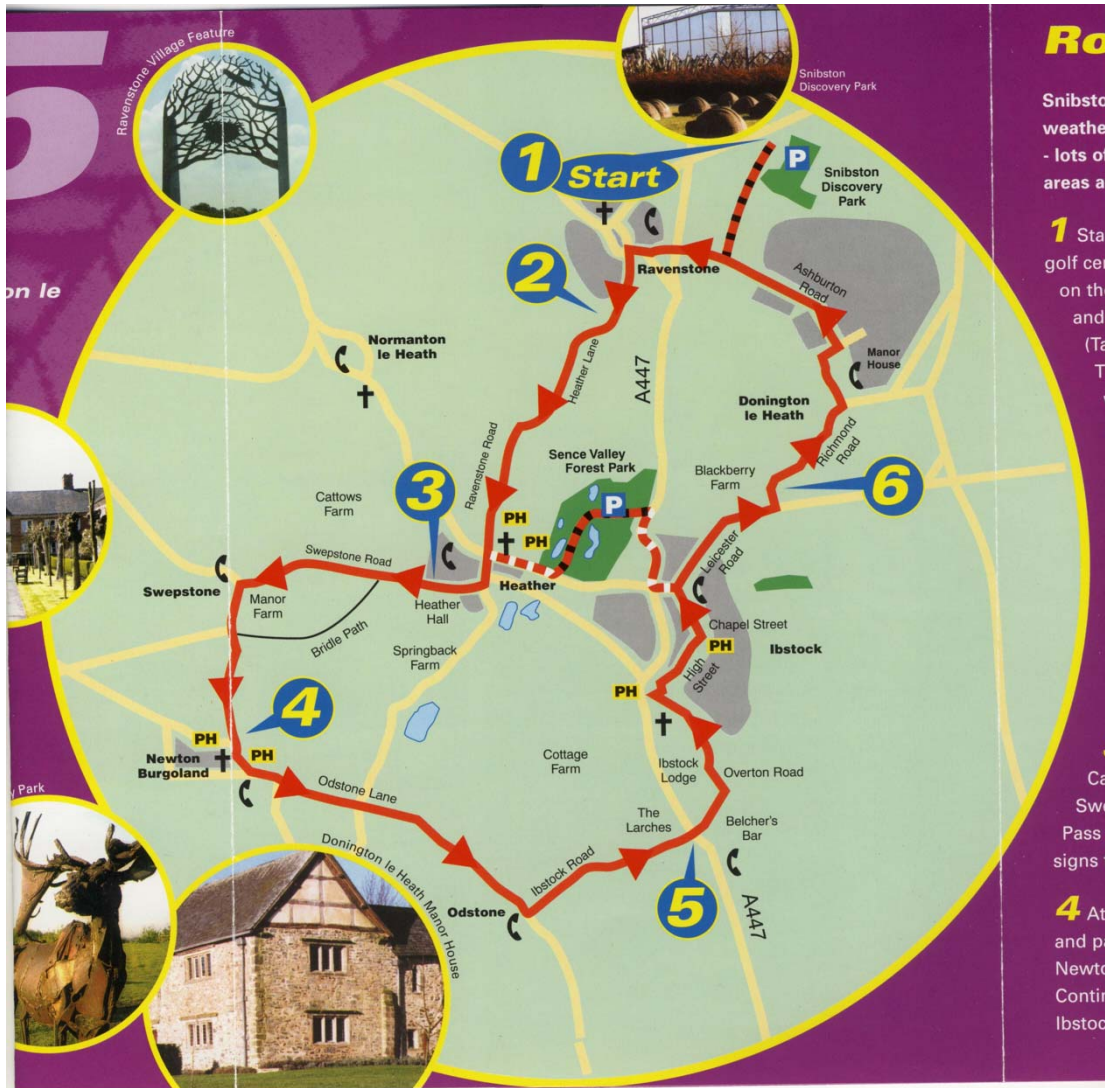 5
on le
Ravenstone Village Feature
Snibston
Discovery Park
1
Start
P
Snibston
Discovery
Park
2
Ravenstone
Ashburton
Road
Normanton
le Heath
Heather Lane
A447
Manor
House
Donington
le Heath
Richmond
Road
Ravenstone Road
Sence Valley
Forest Park
P
Blackberry
Farm
6
3
Cattows
Farm
PH
PH
Leicester
Road
Swepstone Road
Swepstone
Manor
Farm
Heather
Hall
Heather
Bridle Path
Springback
Farm
Chapel Street
PH
Ibstock
High
Street
PH
4
PH
PH
Newton
Burgoland
Cottage
Farm
Ibstock
Lodge
Overton Road
Odstone Lane
The
Larches
Belcher's
Bar
Ibstock Road
5
A447
Odstone
y Park
Donington le Heath Manor House
Ro
Snibsto
weathe
- lots of
areas a
1 Sta
golf cen
on the
and
(Ta
T
Ca
Swe
Pass
signs
4 At
and pa
Newto
Contin
Ibstoc